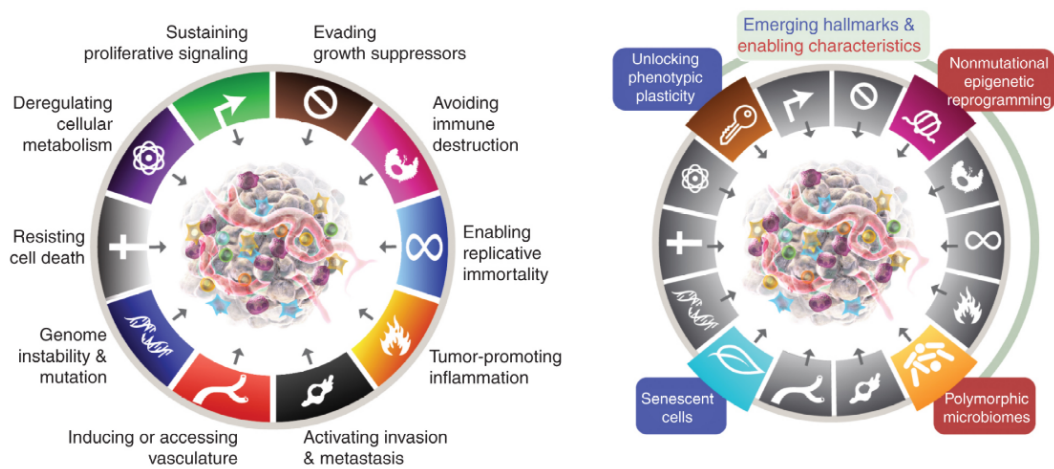 Sustaining
proliferative signaling
Evading
growth suppressors
Deregulating
cellular
metabolism
Avoiding
immune
destruction
Resisting
cell death
Enabling
replicative
immortality
Genome
instability &
mutation
Tumor-promoting
inflammation
Inducing or accessing
vasculature
Activating invasion
& metastasis
Emerging hallmarks &
enabling characteristics
Unlocking
phenotypic
plasticity
Nonmutational
epigenetic
reprogramming
Senescent
cells
Polymorphic
microbiomes